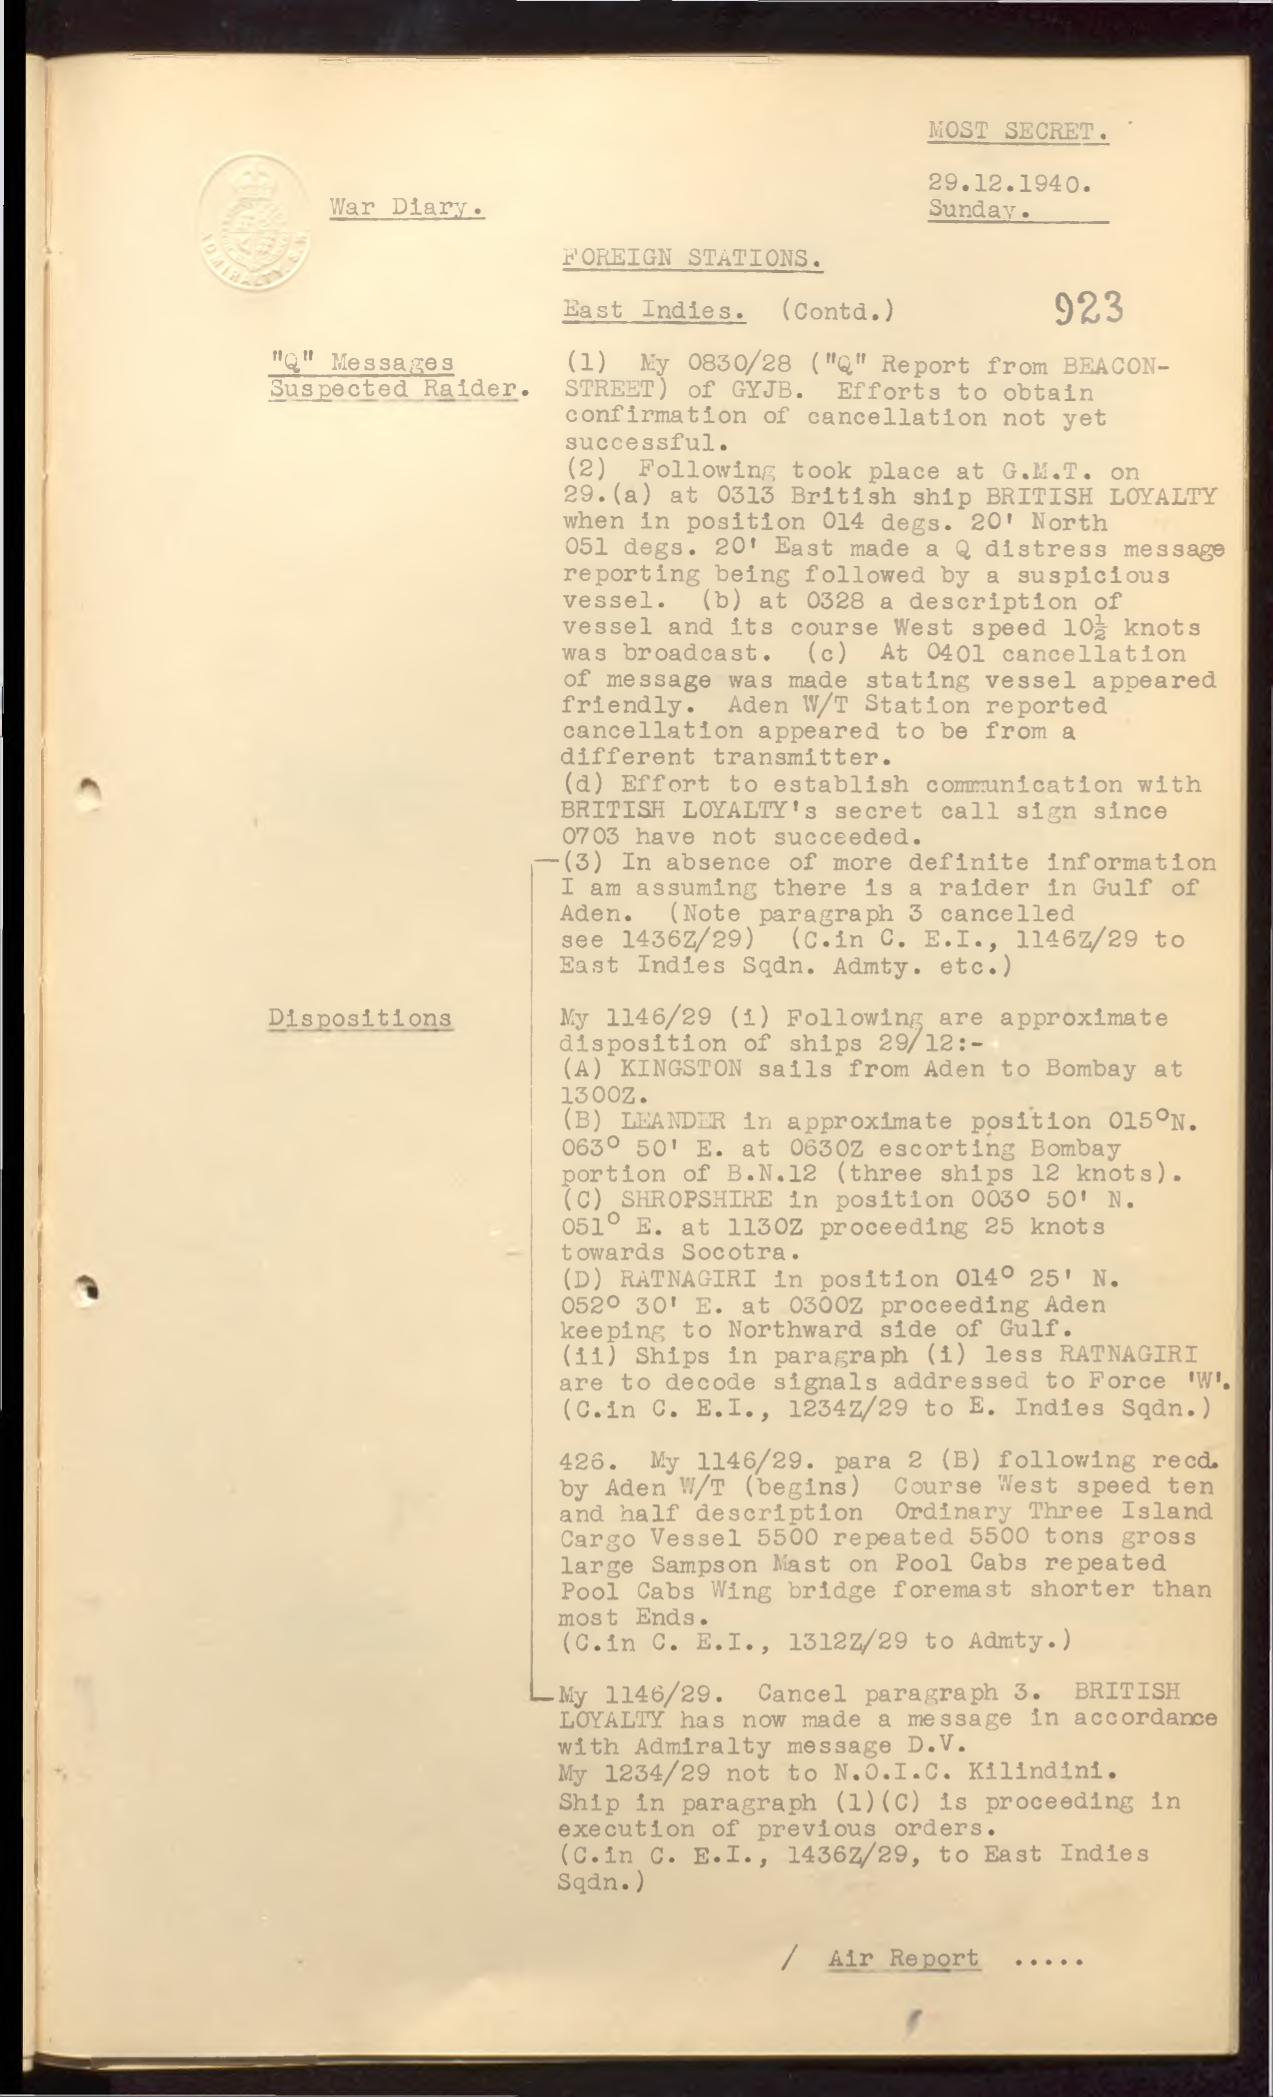 MOST SECRET.
29.12.1940.
Sunday.
War Diary.
ADMIRALTY. S.W.
FOREIGN STATIONS.
East Indies. (Contd.)
923
"Q" Messages
Suspected Raider.
(1) My 0830/28 ("Q" Report from BEACON-
STREET) of GYJB. Efforts to obtain
confirmation of cancellation not yet
successful.
(2) Following took place at G.M.T. on
29.(a) at 0313 British ship BRITISH LOYALTY
when in position 014 degs. 20' North
051 degs. 20' East made a Q distress message
reporting being followed by a suspicious
vessel. (b) at 0328 a description of
vessel and its course West speed 10½ knots
was broadcast. (c) At 0401 cancellation
of message was made stating vessel appeared
friendly. Aden W/T Station reported
cancellation appeared to be from a
different transmitter.
(d) Effort to establish communication with
BRITISH LOYALTY's secret call sign since
0703 have not succeeded.
(3) In absence of more definite information
I am assuming there is a raider in Gulf of
Aden. (Note paragraph 3 cancelled
see 1436Z/29) (C.in C. E.I., 1146Z/29 to
East Indies Sqdn. Admty. etc.)
Dispositions
My 1146/29 (i) Following are approximate
disposition of ships 29/12:-
(A) KINGSTON sails from Aden to Bombay at
1300Z.
(B) LEANDER in approximate position 015°N.
063° 50' E. at 0630Z escorting Bombay
portion of B.N.12 (three ships 12 knots).
(C) SHROPSHIRE in position 003° 50' N.
051° E. at 1130Z proceeding 25 knots
towards Socotra.
(D) RATNAGIRI in position 014° 25' N.
052° 30' E. at 0300Z proceeding Aden
keeping to Northward side of Gulf.
(ii) Ships in paragraph (i) less RATNAGIRI
are to decode signals addressed to Force 'W'.
(C.in C. E.I., 1234Z/29 to E. Indies Sqdn.)
426. My 1146/29. para 2 (B) following recd.
by Aden W/T (begins) Course West speed ten
and half description Ordinary Three Island
Cargo Vessel 5500 repeated 5500 tons gross
large Sampson Mast on Pool Cabs repeated
Pool Cabs Wing bridge foremast shorter than
most Ends.
(C.in C. E.I., 1312Z/29 to Admty.)
My 1146/29. Cancel paragraph 3. BRITISH
LOYALTY has now made a message in accordance
with Admiralty message D.V.
My 1234/29 not to N.O.I.C. Kilindini.
Ship in paragraph (1)(C) is proceeding in
execution of previous orders.
(C.in C. E.I., 1436Z/29, to East Indies
Sqdn.)
/ Air Report .....